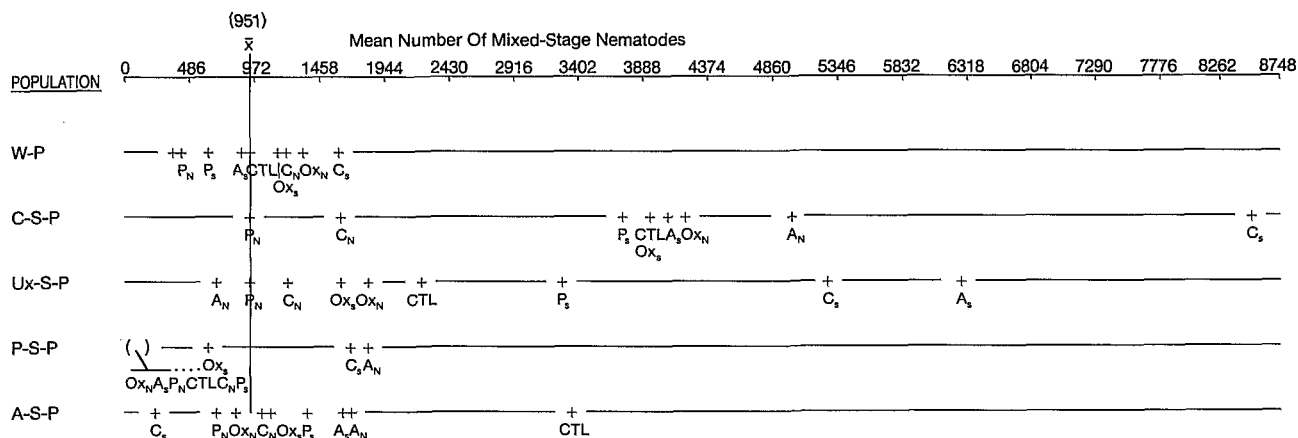 (951)
x̄ Mean Number Of Mixed-Stage Nematodes
0 486 972 1458 1944 2430 2916 3402 3888 4374 4860 5346 5832 6318 6804 7290 7776 8262 8748
POPULATION
W-P
P_N P_s A_s CTL C_N Ox_N C_s
Ox_s
C-S-P
P_N C_N P_s CTL A_s Ox_N A_N C_s
Ox_s
Ux-S-P
A_N P_N C_N Ox_s Ox_N CTL P_s C_s A_s
P-S-P ( )
Ox_s C_s A_N
Ox_N A_s P_N CTL C_N P_s
A-S-P
C_s P_N Ox_N C_N Ox_s P_s A_s A_N CTL